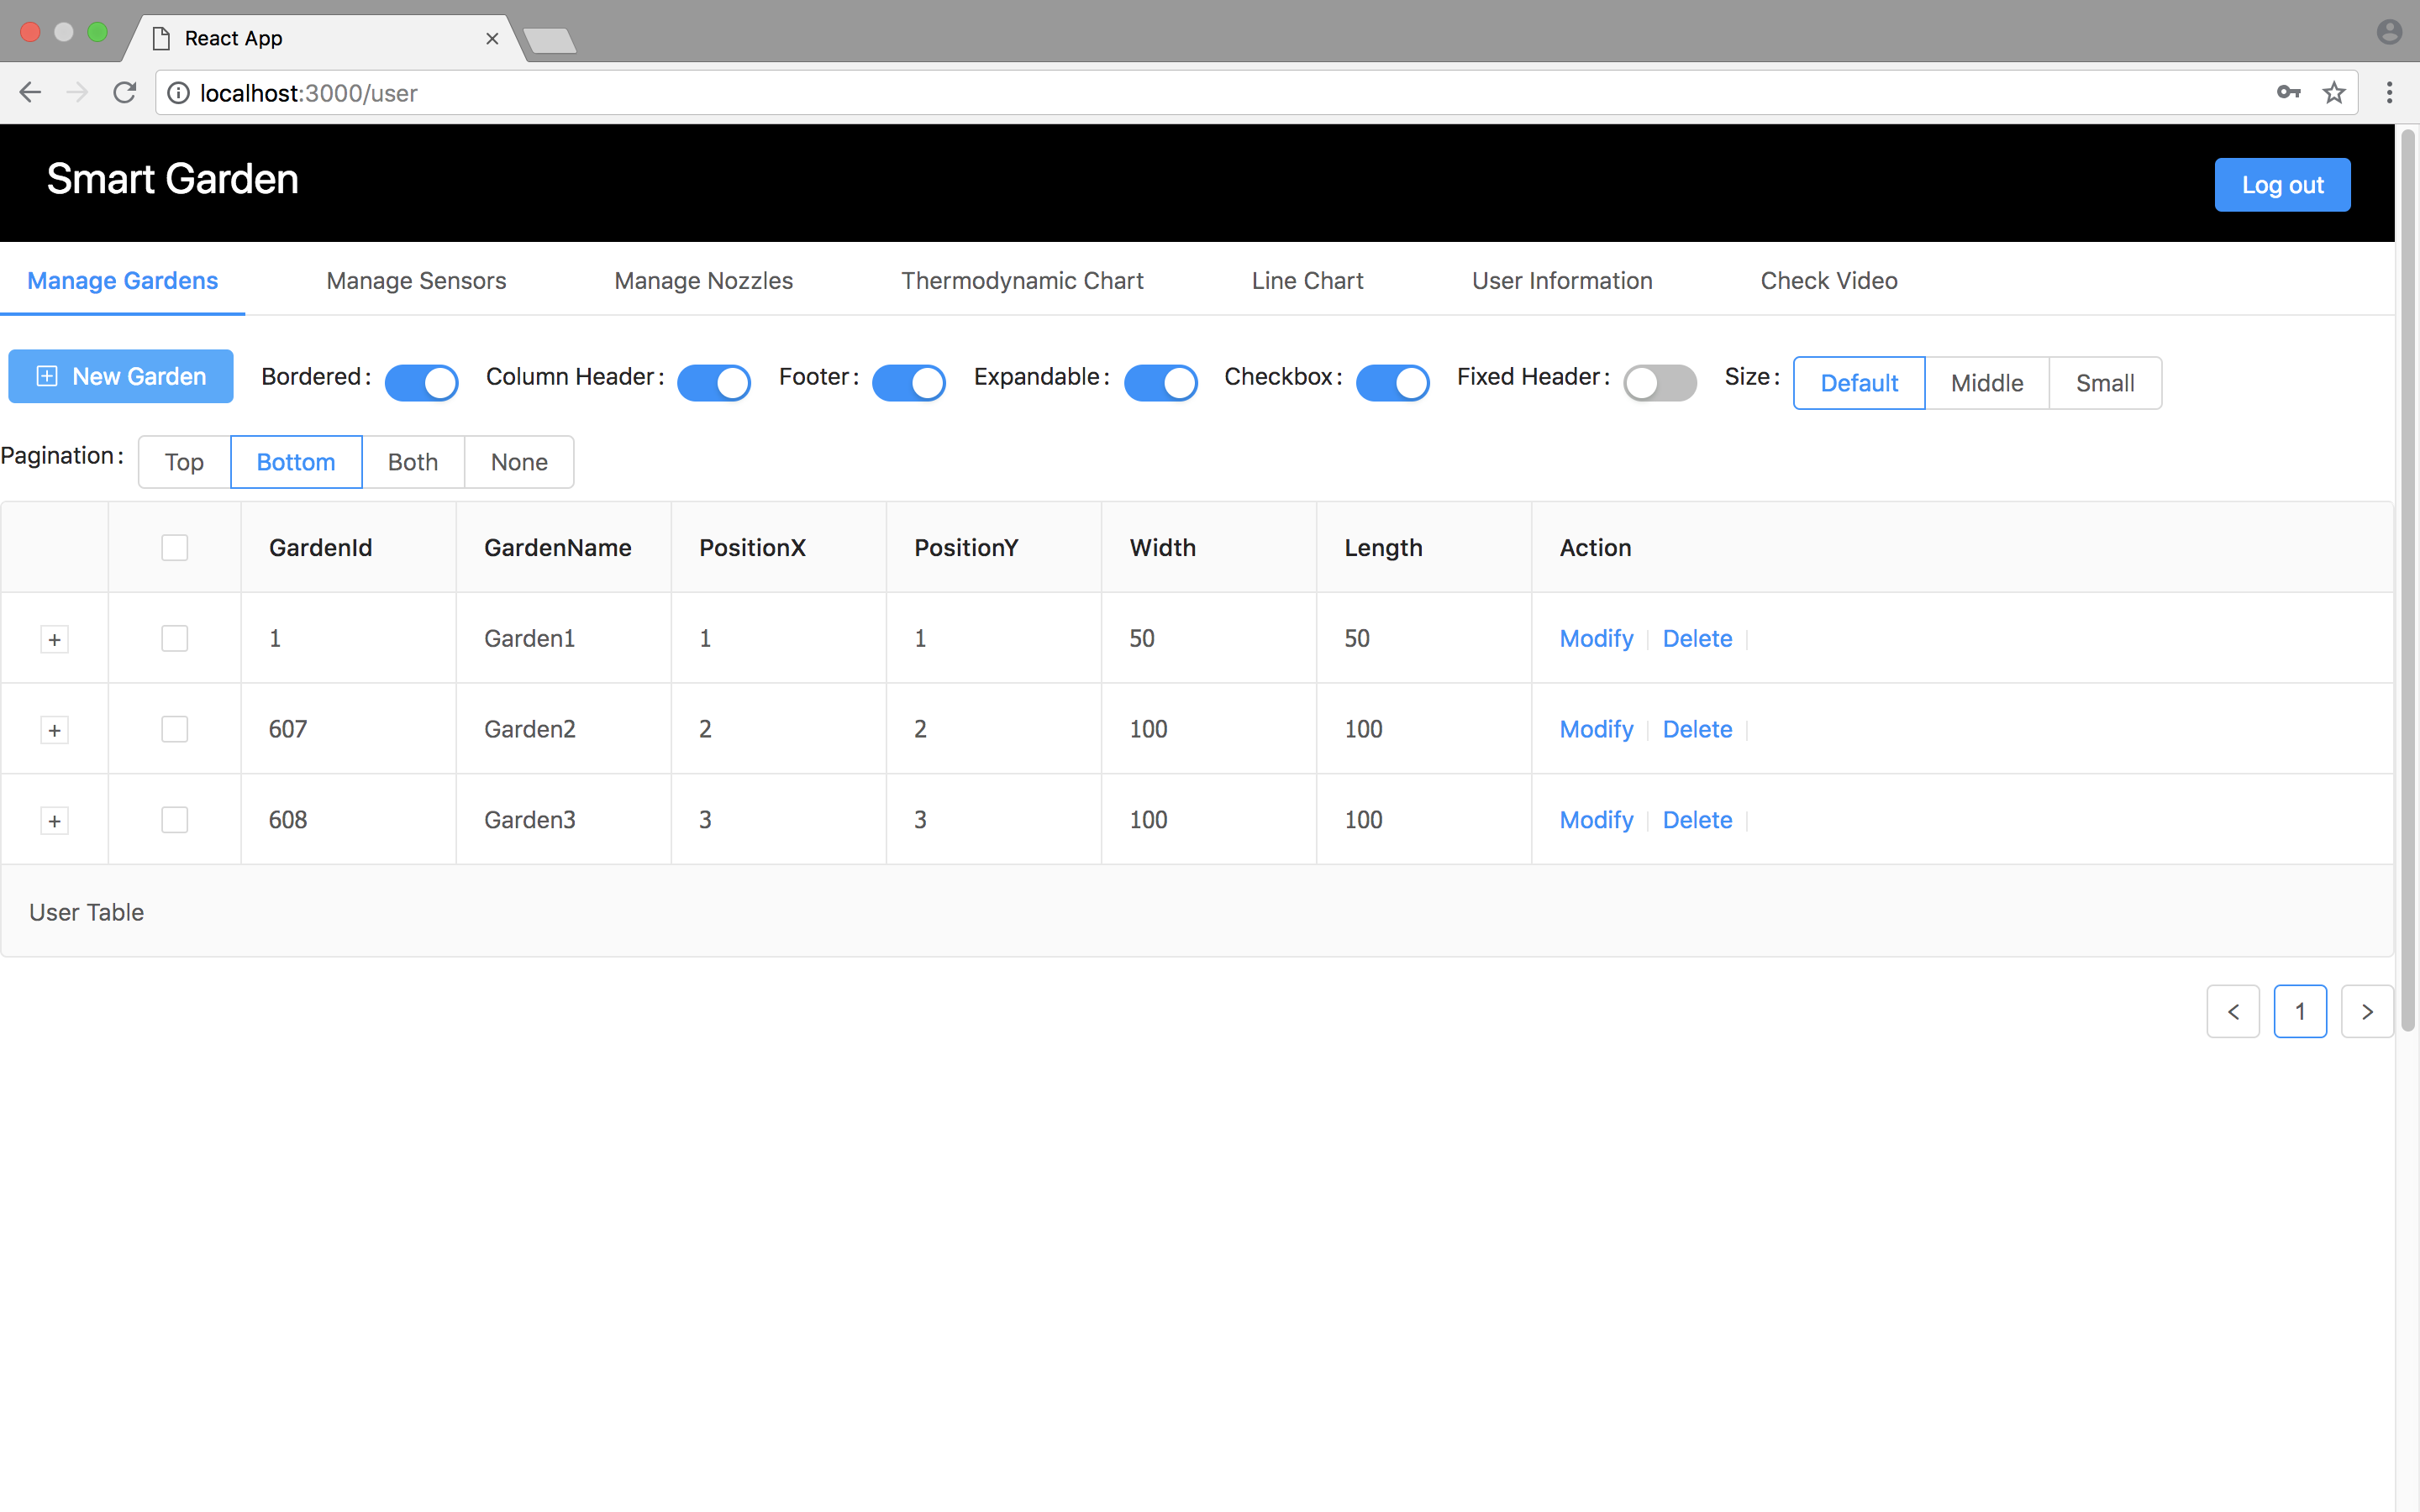 React App
localhost:3000/user
Smart Garden
Log out
Manage Gardens Manage Sensors Manage Nozzles Thermodynamic Chart Line Chart User Information Check Video
New Garden Bordered: Column Header: Footer: Expandable: Checkbox: Fixed Header: Size: Default Middle Small
Pagination: Top Bottom Both None
GardenId GardenName PositionX PositionY Width Length Action
1 Garden1 1 1 50 50 Modify Delete
607 Garden2 2 2 100 100 Modify Delete
608 Garden3 3 3 100 100 Modify Delete
User Table
1